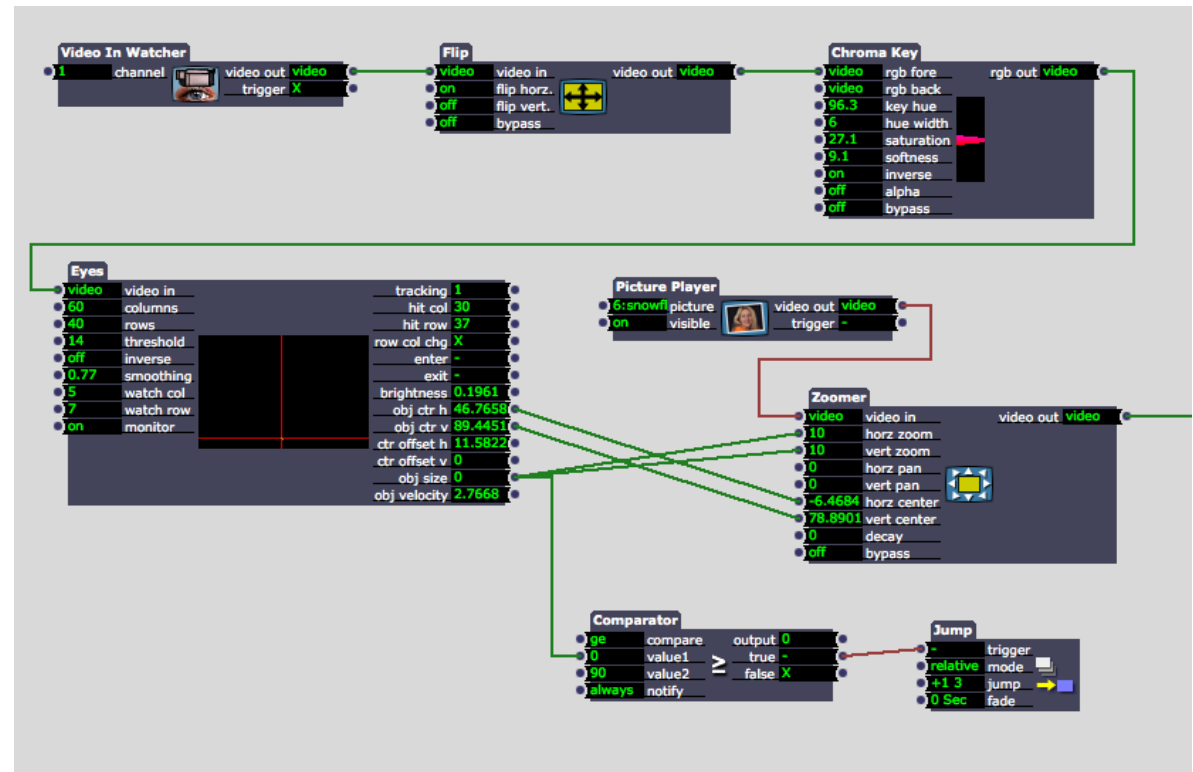 Video In Watcher
1 channel video out video
trigger X
Flip
video video in video out video
on flip horz.
off flip vert.
off bypass
Chroma Key
video rgb fore rgb out video
video rgb back
96.3 key hue
6 hue width
27.1 saturation
9.1 softness
on inverse
off alpha
off bypass
Eyes
video video in tracking 1
60 columns hit col 30
40 rows hit row 37
14 threshold row col chg X
off inverse enter -
0.77 smoothing exit -
5 watch col brightness 0.1961
7 watch row obj ctr h 46.7658
on monitor obj ctr v 89.4451
ctr offset h 11.5822
ctr offset v 0
obj size 0
obj velocity 2.7668
Picture Player
6:snowfl picture video out video
on visible trigger -
Zoomer
video video in video out video
10 horz zoom
10 vert zoom
0 horz pan
0 vert pan
-6.4684 horz center
78.8901 vert center
0 decay
off bypass
Comparator
ge compare output 0
0 value1 ≥ true -
90 value2 false X
always notify
Jump
- trigger
relative mode
+1 3 jump
0 Sec fade